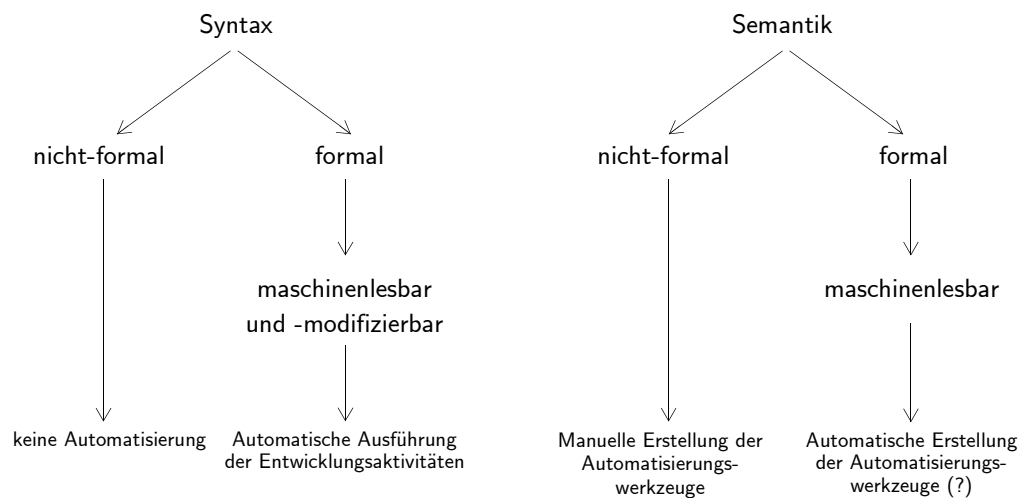 Syntax
nicht-formal
formal
maschinenlesbar
und -modifizierbar
keine Automatisierung
Automatische Ausführung
der Entwicklungsaktivitäten
Semantik
nicht-formal
formal
maschinenlesbar
Manuelle Erstellung der
Automatisierungs-
werkzeuge
Automatische Erstellung
der Automatisierungs-
werkzeuge (?)